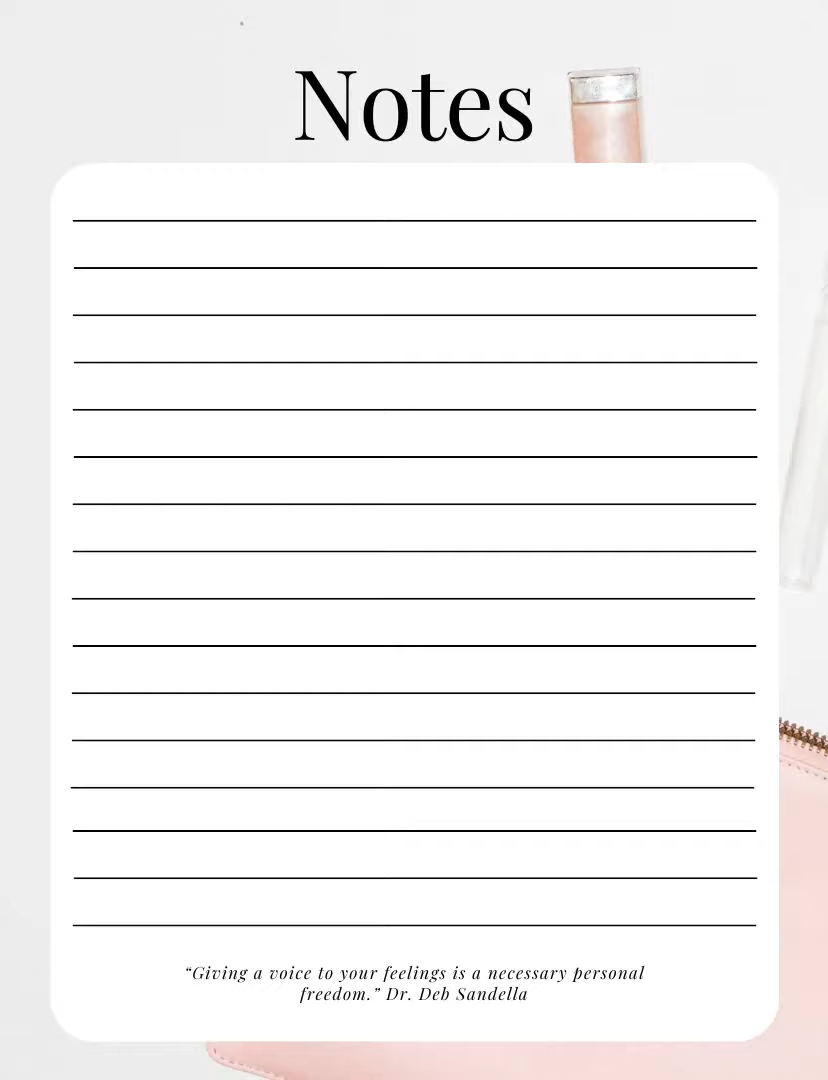 Notes
“Giving a voice to your feelings is a necessary personal
freedom.” Dr. Deb Sandella